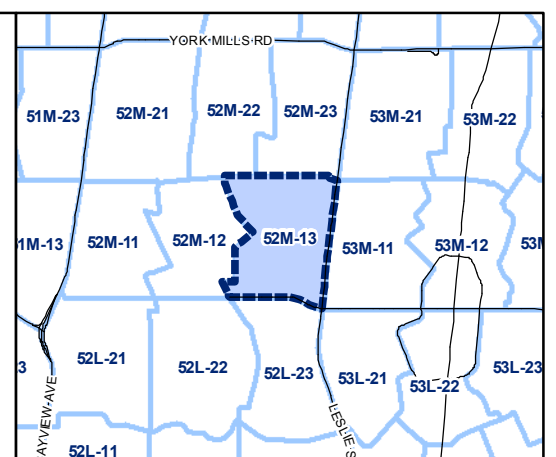 YORK MILLS RD
51M-23
52M-21
52M-22
52M-23
53M-21
53M-22
1M-13
52M-11
52M-12
52M-13
53M-11
53M-12
53M
3
52L-21
52L-22
52L-23
53L-21
53L-22
53L-23
AYVIEW AVE
LESLIE S
52L-11